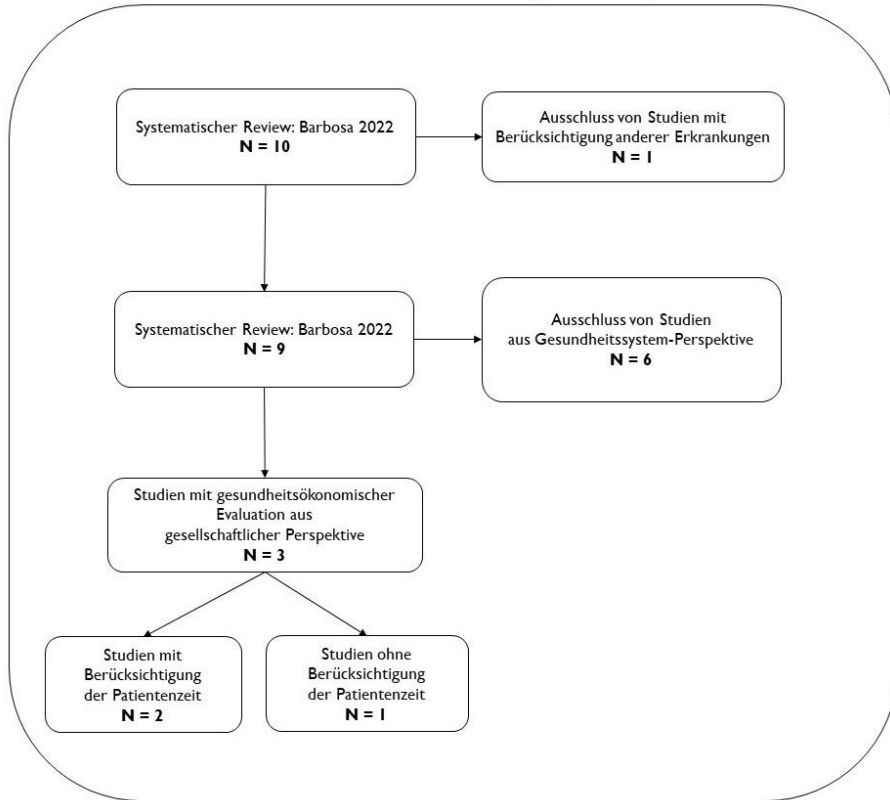 Systematischer Review: Barbosa 2022
N = 10
Ausschluss von Studien mit
Berücksichtigung anderer Erkrankungen
N = 1
Systematischer Review: Barbosa 2022
N = 9
Ausschluss von Studien
aus Gesundheitssystem-Perspektive
N = 6
Studien mit gesundheitsökonomischer
Evaluation aus
gesellschaftlicher Perspektive
N = 3
Studien mit
Berücksichtigung
der Patientenzeit
N = 2
Studien ohne
Berücksichtigung
der Patientenzeit
N = 1